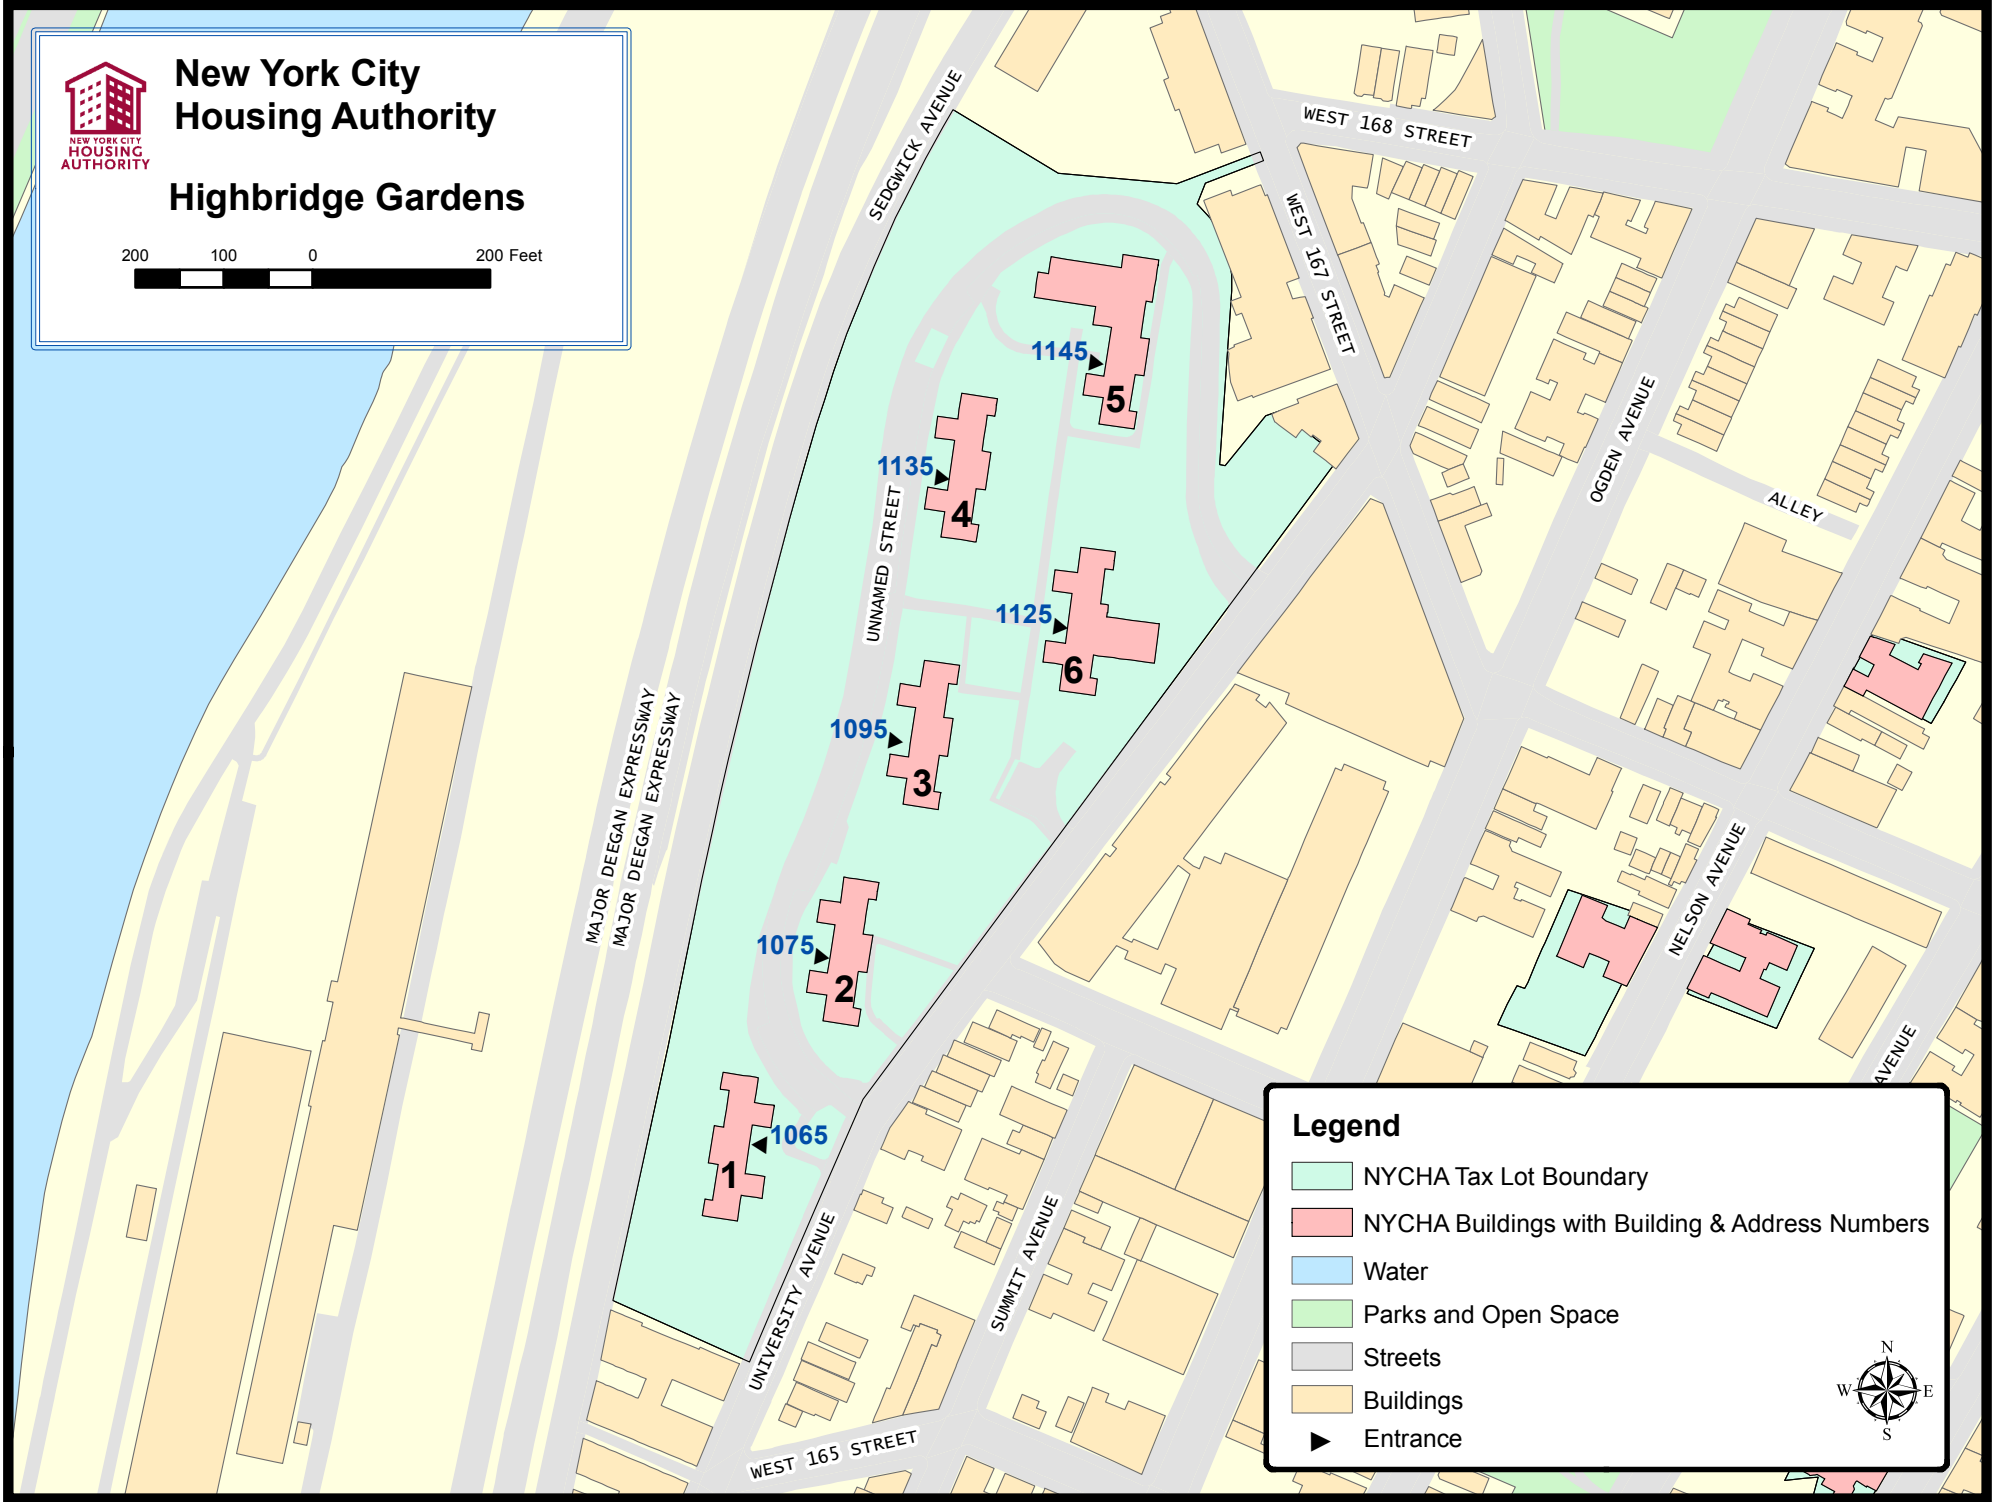 New York City
Housing Authority
NEW YORK CITY
HOUSING
AUTHORITY
Highbridge Gardens
200 100 0 200 Feet
SEDGWICK AVENUE
WEST 168 STREET
WEST 167 STREET
1145
5
OGDEN AVENUE
1135
4
ALLEY
UNNAMED STREET
1125
6
MAJOR DEEGAN EXPRESSWAY
MAJOR DEEGAN EXPRESSWAY
1095
3
NELSON AVENUE
1075
2
AVENUE
1065
1
UNIVERSITY AVENUE
SUMMIT AVENUE
WEST 165 STREET
Legend
NYCHA Tax Lot Boundary
NYCHA Buildings with Building & Address Numbers
Water
Parks and Open Space
Streets
Buildings
Entrance
N
W E
S